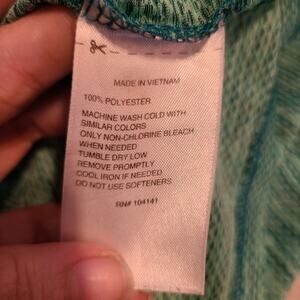 MADE IN VIETNAM
100% POLYESTER
MACHINE WASH COLD WITH
SIMILAR COLORS
ONLY NON-CHLORINE BLEACH
WHEN NEEDED
TUMBLE DRY LOW
REMOVE PROMPTLY
COOL IRON IF NEEDED
DO NOT USE SOFTENERS
RN# 104141